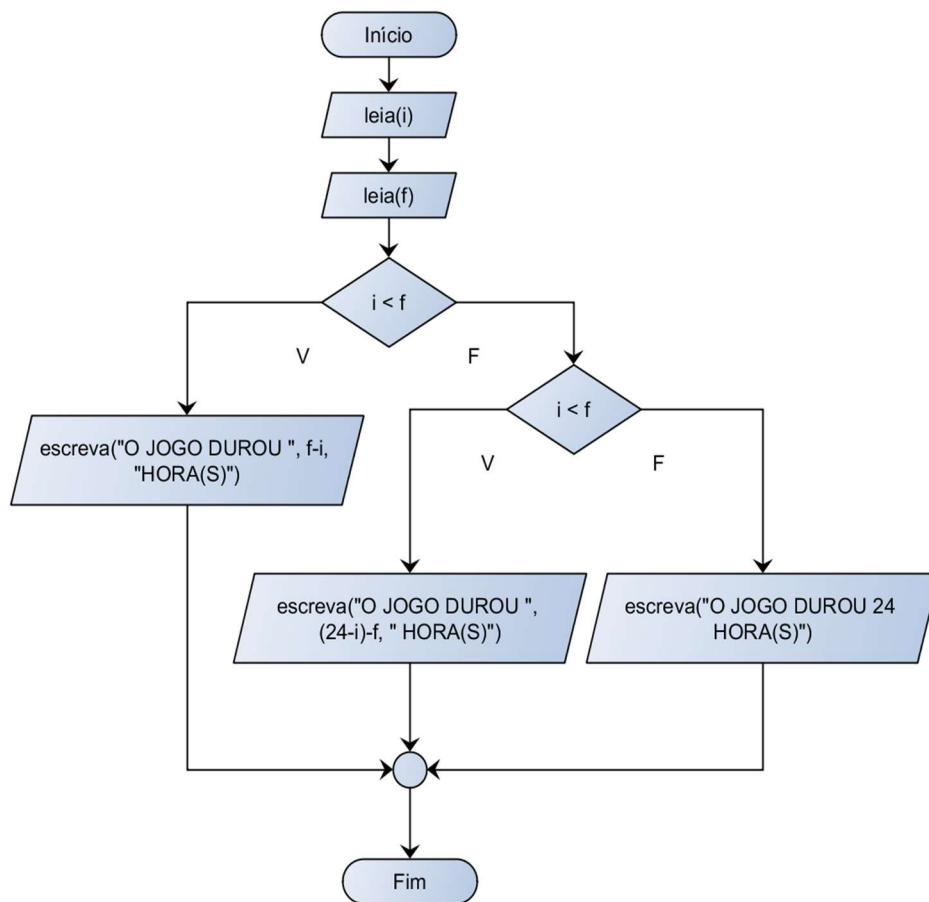 Início
leia(i)
leia(f)
i < f
V
F
i < f
escreva("O JOGO DUROU ", f-i,
"HORA(S)")
V
F
escreva("O JOGO DUROU ",
(24-i)-f, " HORA(S)")
escreva("O JOGO DUROU 24
HORA(S)")
Fim